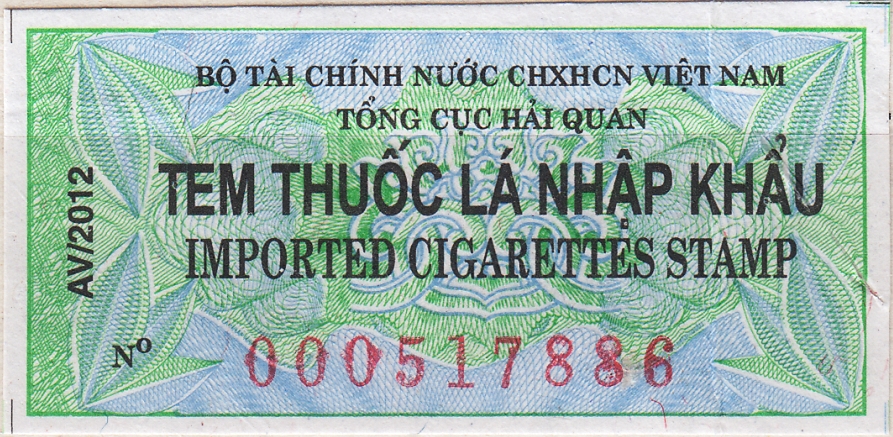 BỘ TÀI CHÍNH NƯỚC CHXHCN VIỆT NAM
TỔNG CỤC HẢI QUAN
TEM THUỐC LÁ NHẬP KHẨU
IMPORTED CIGARETTES STAMP
AV/2012
Nº 000517886